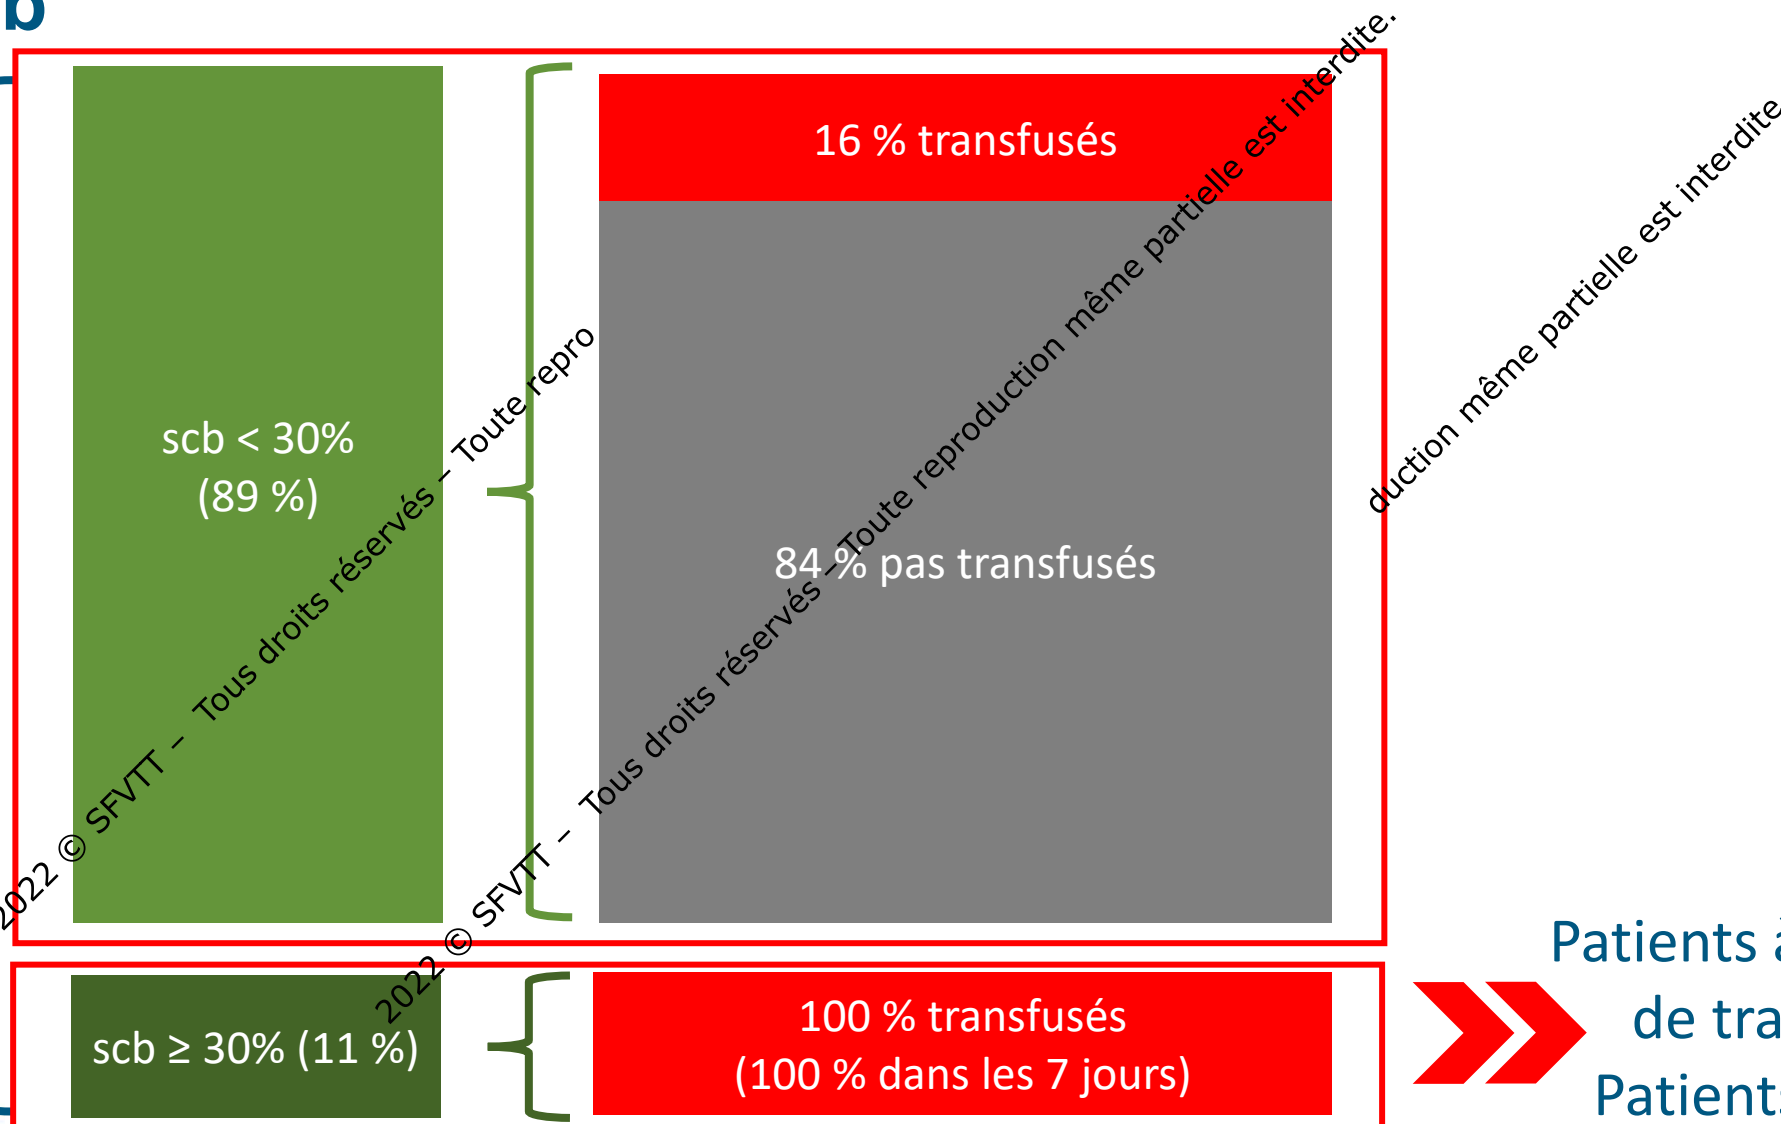 b
16 % transfusés
scb < 30%
(89 %)
84 % pas transfusés
scb ≥ 30% (11 %)
100 % transfusés
(100 % dans les 7 jours)
Patients à
de tra
Patients
2022 © SFVTT – Tous droits réservés – Toute repro
duction même partielle est interdite.
2022 © SFVTT – Tous droits réservés – Toute reproduction même partielle est interdite.